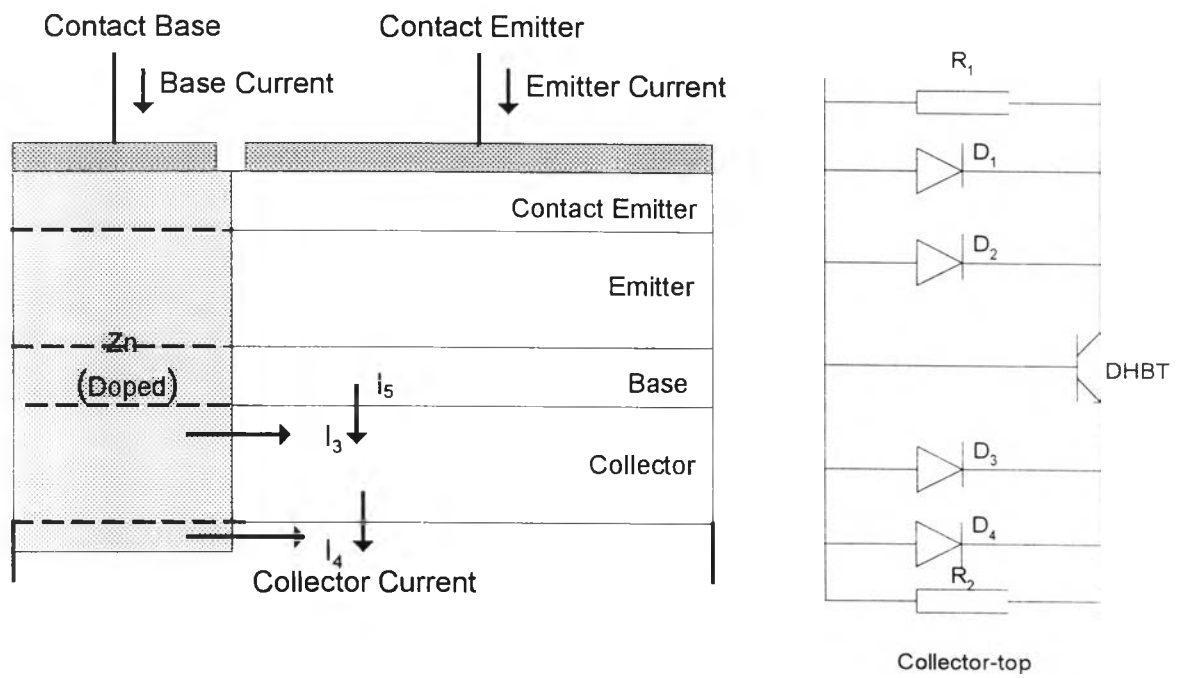 Contact Base
Contact Emitter
Base Current
Emitter Current
Contact Emitter
Emitter
Zn
(Doped)
Base
I5
I3
Collector
I4
Collector Current
R1
D1
D2
DHBT
D3
D4
R2
Collector-top